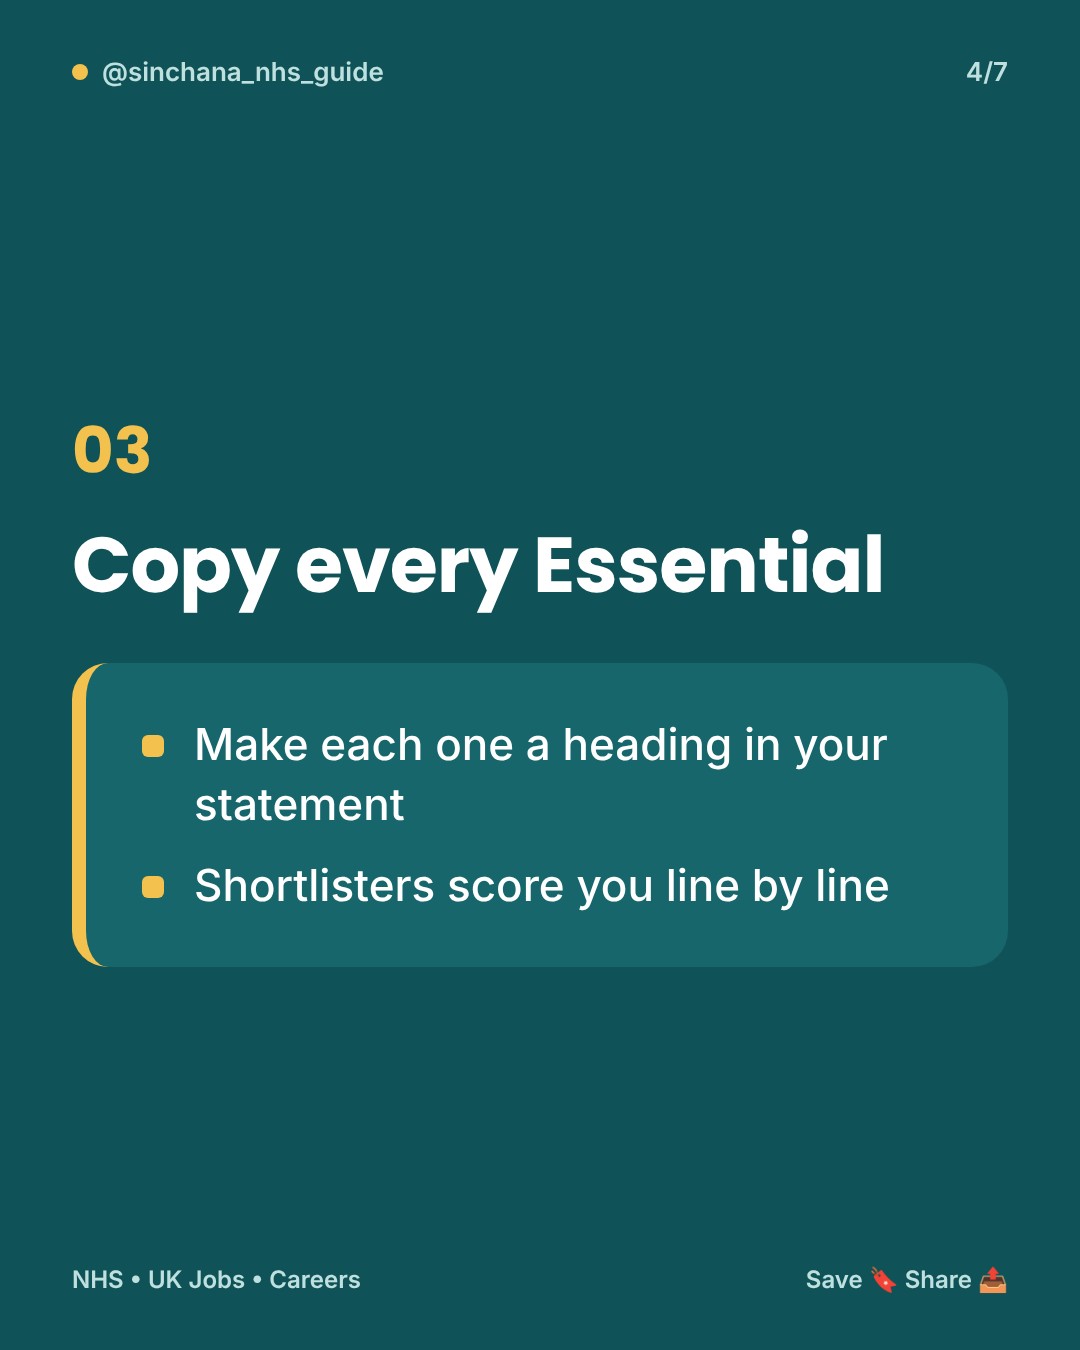 @sinchana_nhs_guide
4/7
03
Copy every Essential
Make each one a heading in your
statement
Shortlisters score you line by line
NHS • UK Jobs • Careers
Save 🔖 Share 📤